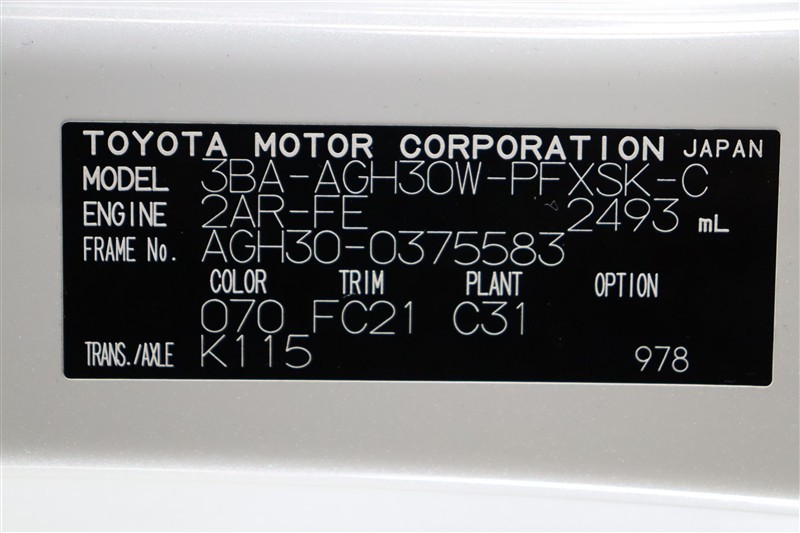 TOYOTA MOTOR CORPORATION JAPAN
MODEL 3BA-AGH30W-PFXSK-C
ENGINE 2AR-FE 2493 mL
FRAME No. AGH30-0375583
COLOR TRIM PLANT OPTION
070 FC21 C31
TRANS./AXLE K115 978